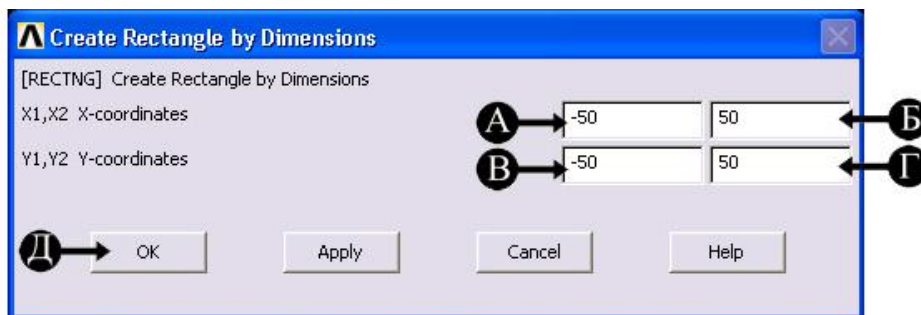 Create Rectangle by Dimensions
[RECTNG] Create Rectangle by Dimensions
X1,X2 X-coordinates А -50 50 Б
Y1,Y2 Y-coordinates В -50 50 Г
Д OK Apply Cancel Help